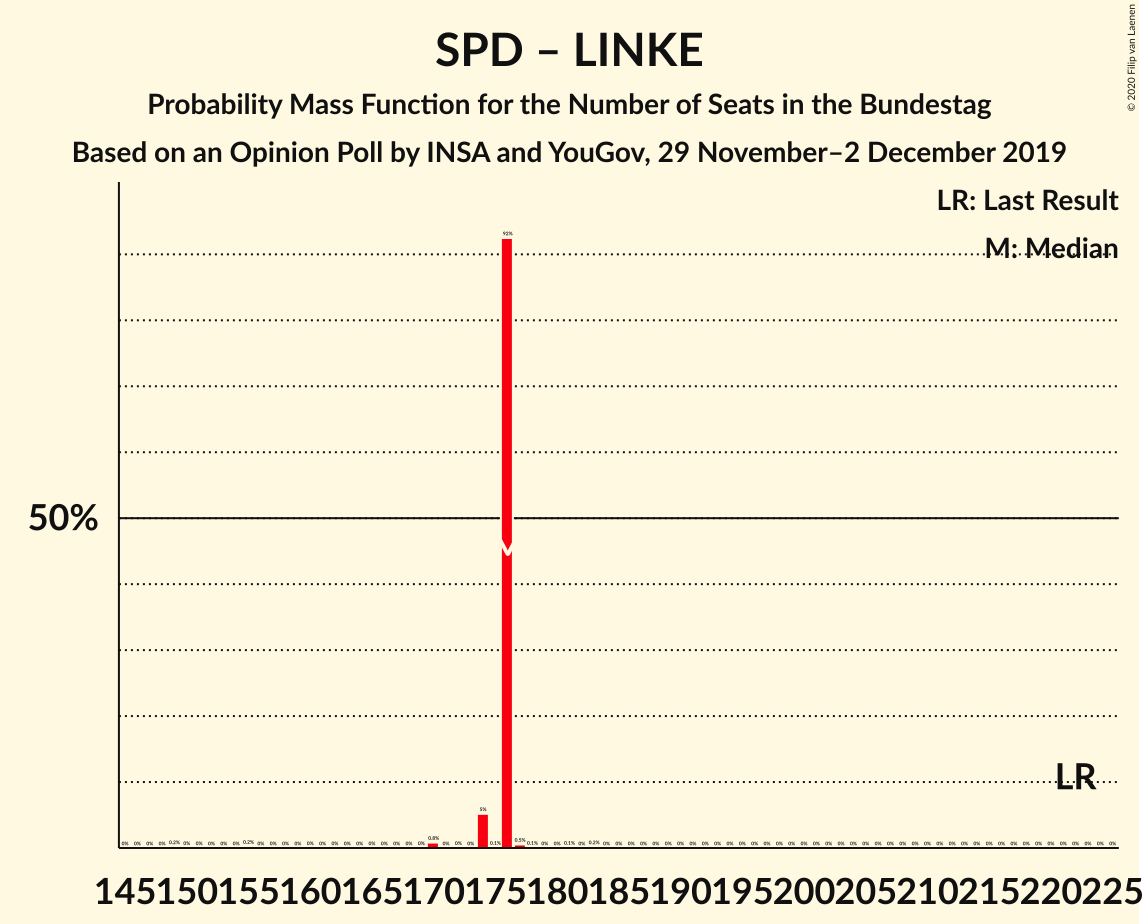 SPD – LINKE
Probability Mass Function for the Number of Seats in the Bundestag
Based on an Opinion Poll by INSA and YouGov, 29 November–2 December 2019
© 2020 Filip van Laenen
LR: Last Result
M: Median
92%
50%
M
LR
5%
0.8%
0.5%
0% 0% 0% 0% 0.2% 0% 0% 0% 0% 0% 0.2% 0% 0% 0% 0% 0% 0% 0% 0% 0% 0% 0% 0% 0% 0% 0% 0% 0% 0.1% 0.1% 0% 0% 0.1% 0% 0.2% 0% 0% 0% 0% 0% 0% 0% 0% 0% 0% 0% 0% 0% 0% 0% 0% 0% 0% 0% 0% 0% 0% 0% 0% 0% 0% 0% 0% 0% 0% 0% 0% 0% 0% 0% 0% 0% 0% 0% 0% 0% 0%
145 150 155 160 165 170 175 180 185 190 195 200 205 210 215 220 225